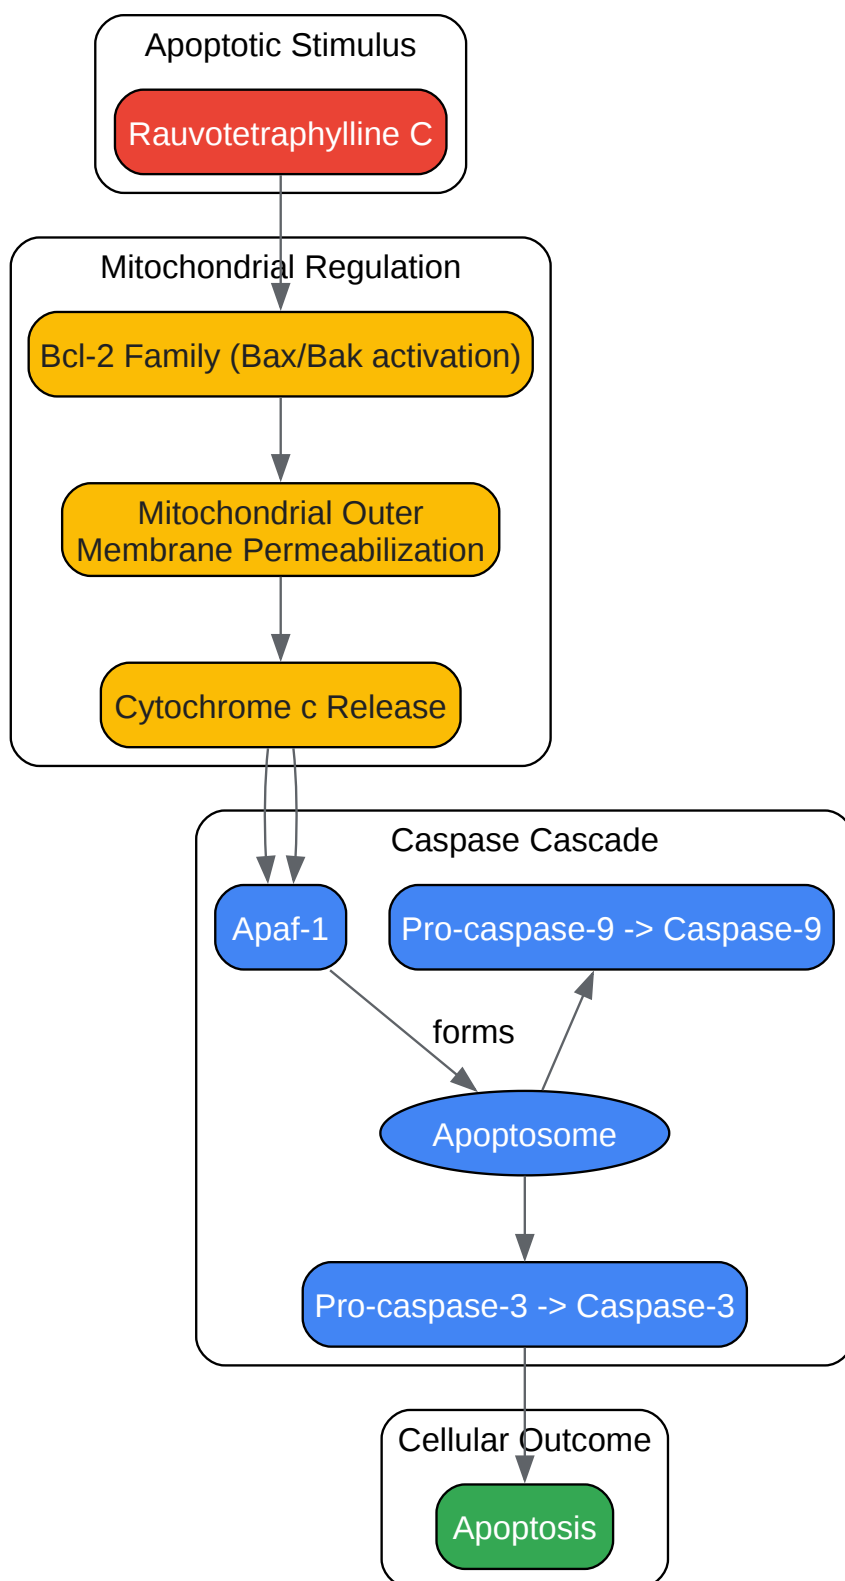 Apoptotic Stimulus
Rauvotetraphylline C
Mitochondrial Regulation
Bcl-2 Family (Bax/Bak activation)
Mitochondrial Outer
Membrane Permeabilization
Cytochrome c Release
Caspase Cascade
Apaf-1
Pro-caspase-9 -> Caspase-9
forms
Apoptosome
Pro-caspase-3 -> Caspase-3
Cellular Outcome
Apoptosis